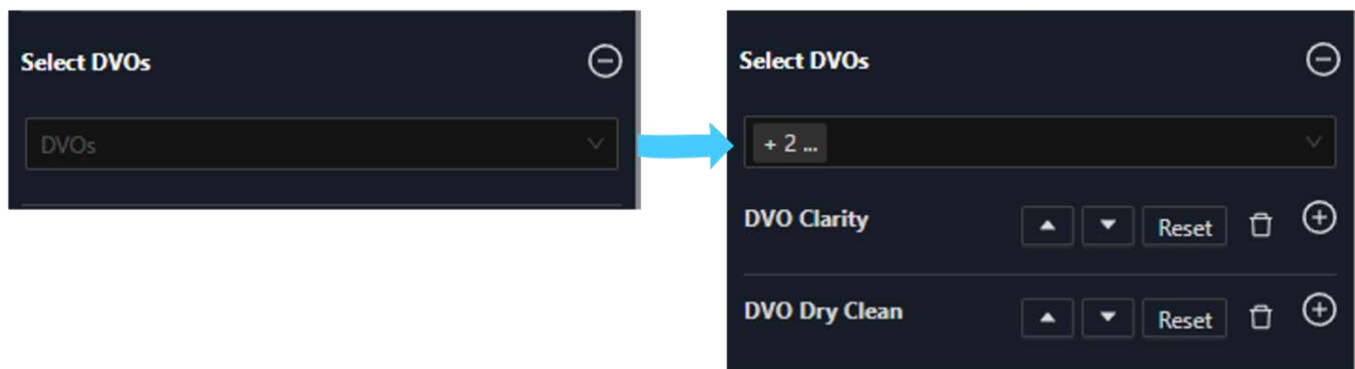 Select DVOs
DVOs
Select DVOs
+ 2 ...
DVO Clarity Reset
DVO Dry Clean Reset